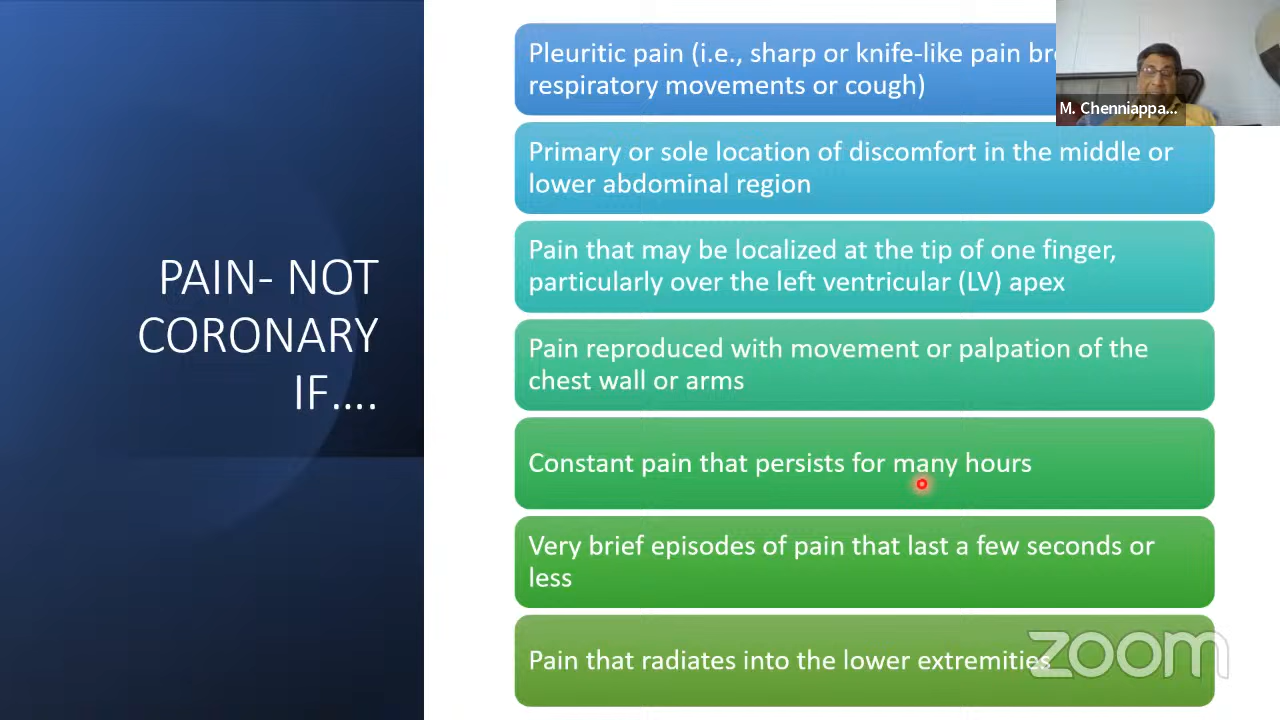 PAIN- NOT
CORONARY
IF....
Pleuritic pain (i.e., sharp or knife-like pain
respiratory movements or cough)
Primary or sole location of discomfort in the middle or
lower abdominal region
Pain that may be localized at the tip of one finger,
particularly over the left ventricular (LV) apex
Pain reproduced with movement or palpation of the
chest wall or arms
Constant pain that persists for many hours
Very brief episodes of pain that last a few seconds or
less
Pain that radiates into the lower extremities
M. Chenniappa...
zoom